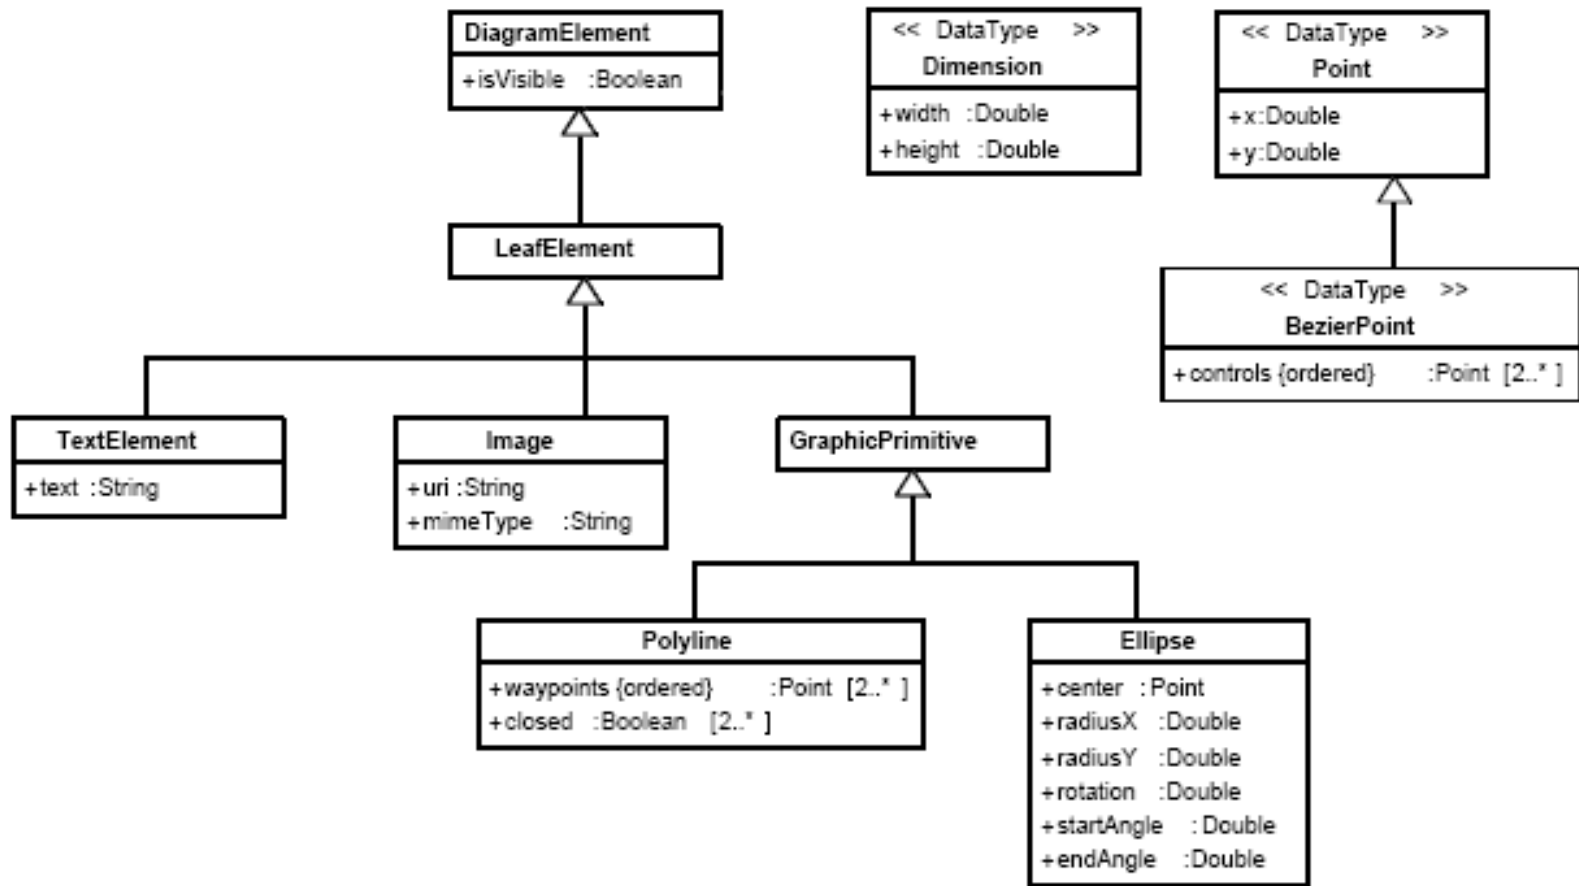 DiagramElement
+isVisible :Boolean
<< DataType >>
Dimension
+width :Double
+height :Double
<< DataType >>
Point
+x:Double
+y:Double
LeafElement
<< DataType >>
BezierPoint
+controls {ordered} :Point [2..* ]
TextElement
+text :String
Image
+uri :String
+mimeType :String
GraphicPrimitive
Polyline
+waypoints {ordered} :Point [2..* ]
+closed :Boolean [2..* ]
Ellipse
+center :Point
+radiusX :Double
+radiusY :Double
+rotation :Double
+startAngle :Double
+endAngle :Double